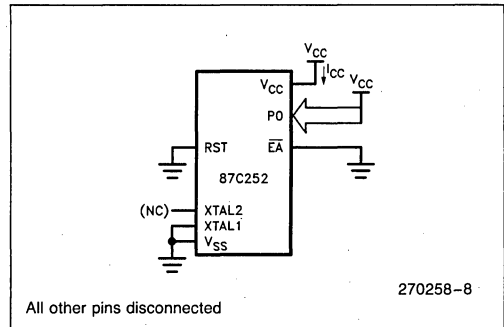 VCC
ICC
VCC
VCC
P0
RST
EA
87C252
(NC)
XTAL2
XTAL1
VSS
270258-8
All other pins disconnected